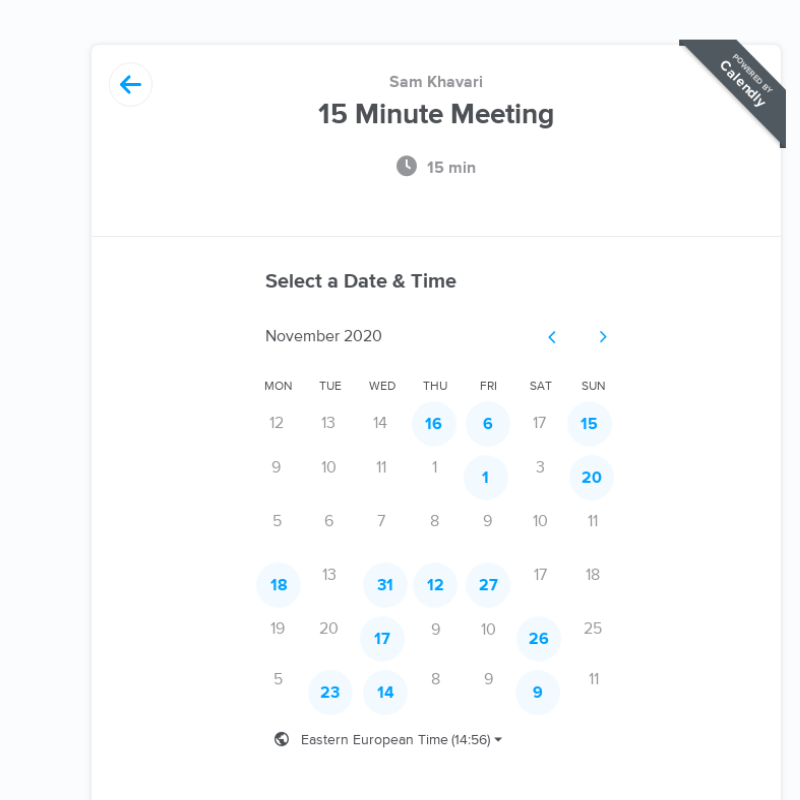 POWERED BY
Calendly
Sam Khavari
15 Minute Meeting
15 min
Select a Date & Time
November 2020
MON TUE WED THU FRI SAT SUN
12 13 14 16 6 17 15
9 10 11 1 1 3 20
5 6 7 8 9 10 11
18 13 31 12 27 17 18
19 20 17 9 10 26 25
5 23 14 8 9 9 11
Eastern European Time (14:56)